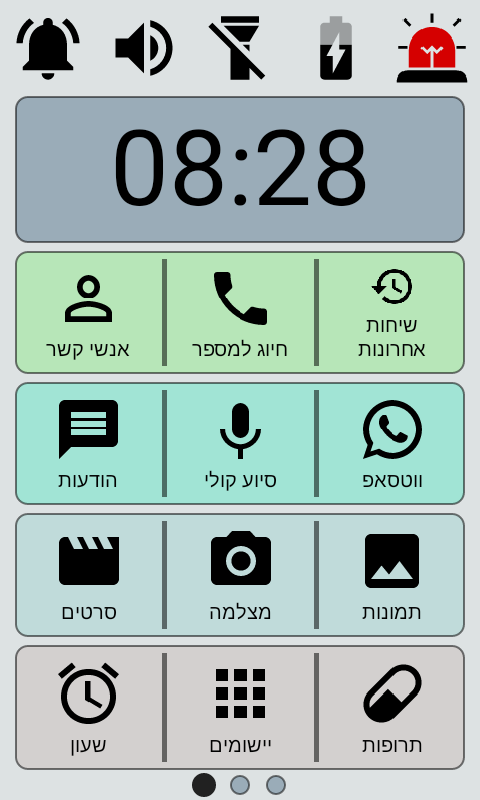 08:28
שיחות
אחרונות
חיוג למספר
אנשי קשר
ווטסאפ
סיוע קולי
הודעות
תמונות
מצלמה
סרטים
תרופות
יישומים
שעון